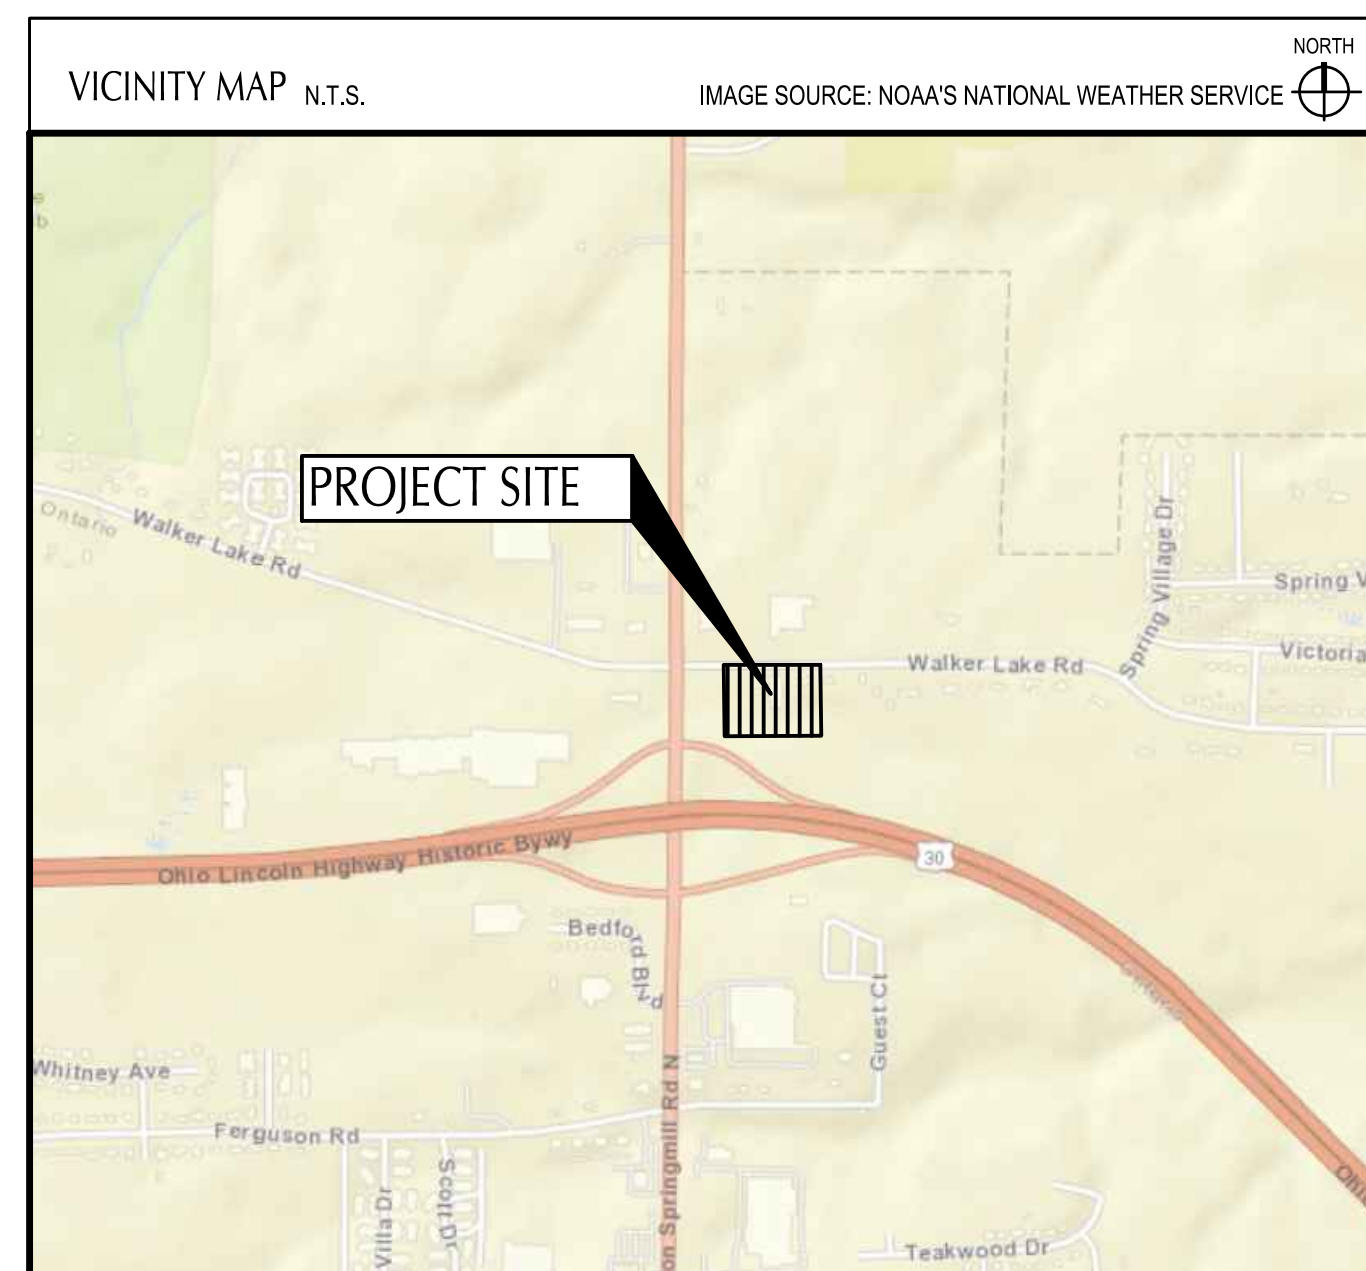 NORTH
VICINITY MAP N.T.S.
IMAGE SOURCE: NOAA'S NATIONAL WEATHER SERVICE
PROJECT SITE
Ontario
Walker Lake Rd
Spring Village Dr
Spring V
Victoria
Walker Lake Rd
30
Ohio Lincoln Highway Historic Bywy
Bedford Blvd
Guest Ct
Whitney Ave
Ferguson Rd
on Springmill Rd N
Villa Dr
Scott Dr
Teakwood Dr